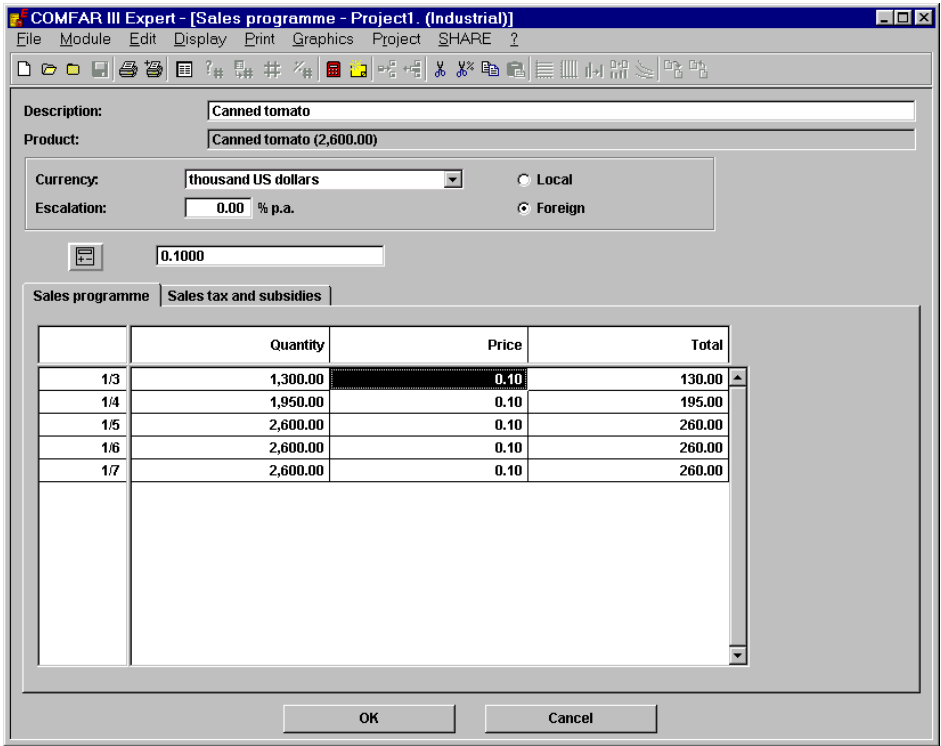 COMFAR III Expert - [Sales programme - Project1. (Industrial)]
File Module Edit Display Print Graphics Project SHARE ?
Description: Canned tomato
Product: Canned tomato (2,600.00)
Currency: thousand US dollars Local
Escalation: 0.00 % p.a. Foreign
0.1000
Sales programme Sales tax and subsidies
Quantity Price Total
1/3 1,300.00 0.10 130.00
1/4 1,950.00 0.10 195.00
1/5 2,600.00 0.10 260.00
1/6 2,600.00 0.10 260.00
1/7 2,600.00 0.10 260.00
OK Cancel